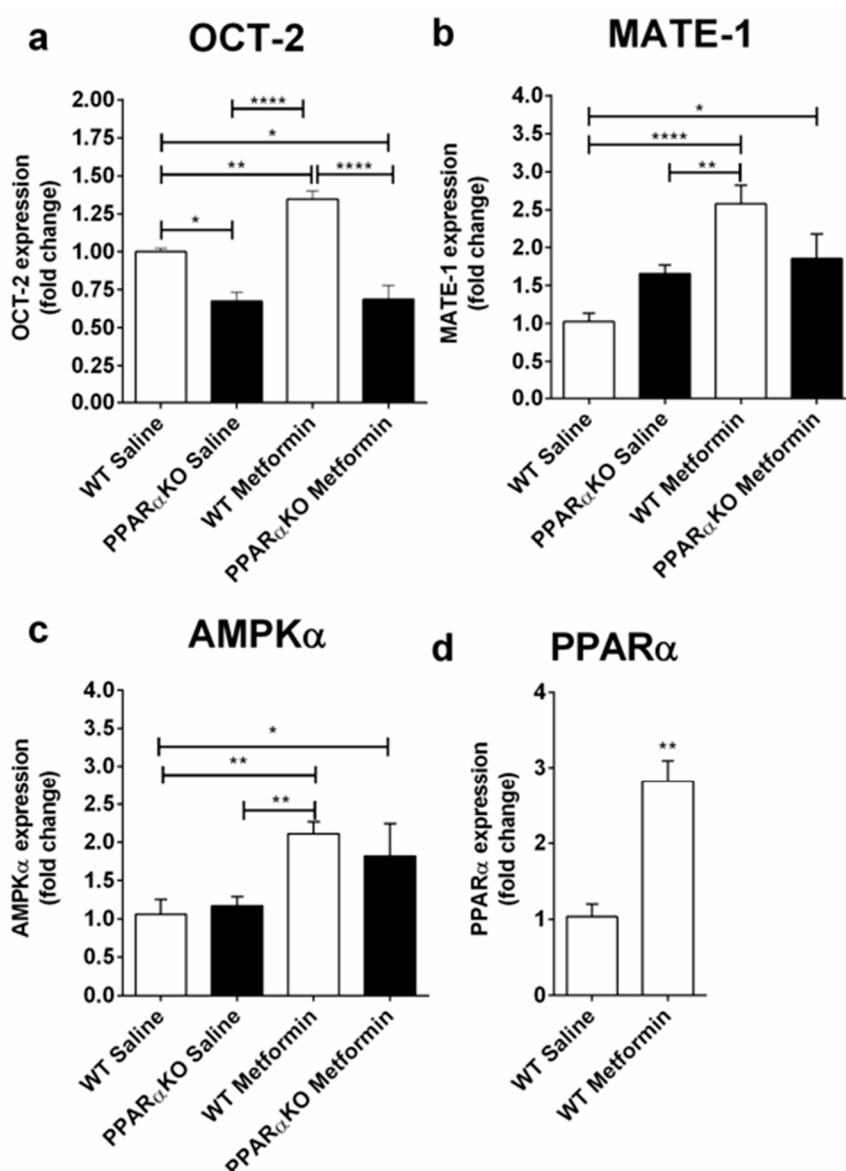 a OCT-2
OCT-2 expression
(fold change)
2.00
1.75
1.50
1.25
1.00
0.75
0.50
0.25
0.00
****
*
** ****
*
WT Saline
PPARαKO Saline
WT Metformin
PPARαKO Metformin
b MATE-1
MATE-1 expression
(fold change)
4.0
3.5
3.0
2.5
2.0
1.5
1.0
0.5
0.0
*
****
**
WT Saline
PPARαKO Saline
WT Metformin
PPARαKO Metformin
c AMPKα
AMPKα expression
(fold change)
4.0
3.5
3.0
2.5
2.0
1.5
1.0
0.5
0.0
*
**
**
WT Saline
PPARαKO Saline
WT Metformin
PPARαKO Metformin
d PPARα
PPARα expression
(fold change)
4
3
2
1
0
**
WT Saline
WT Metformin